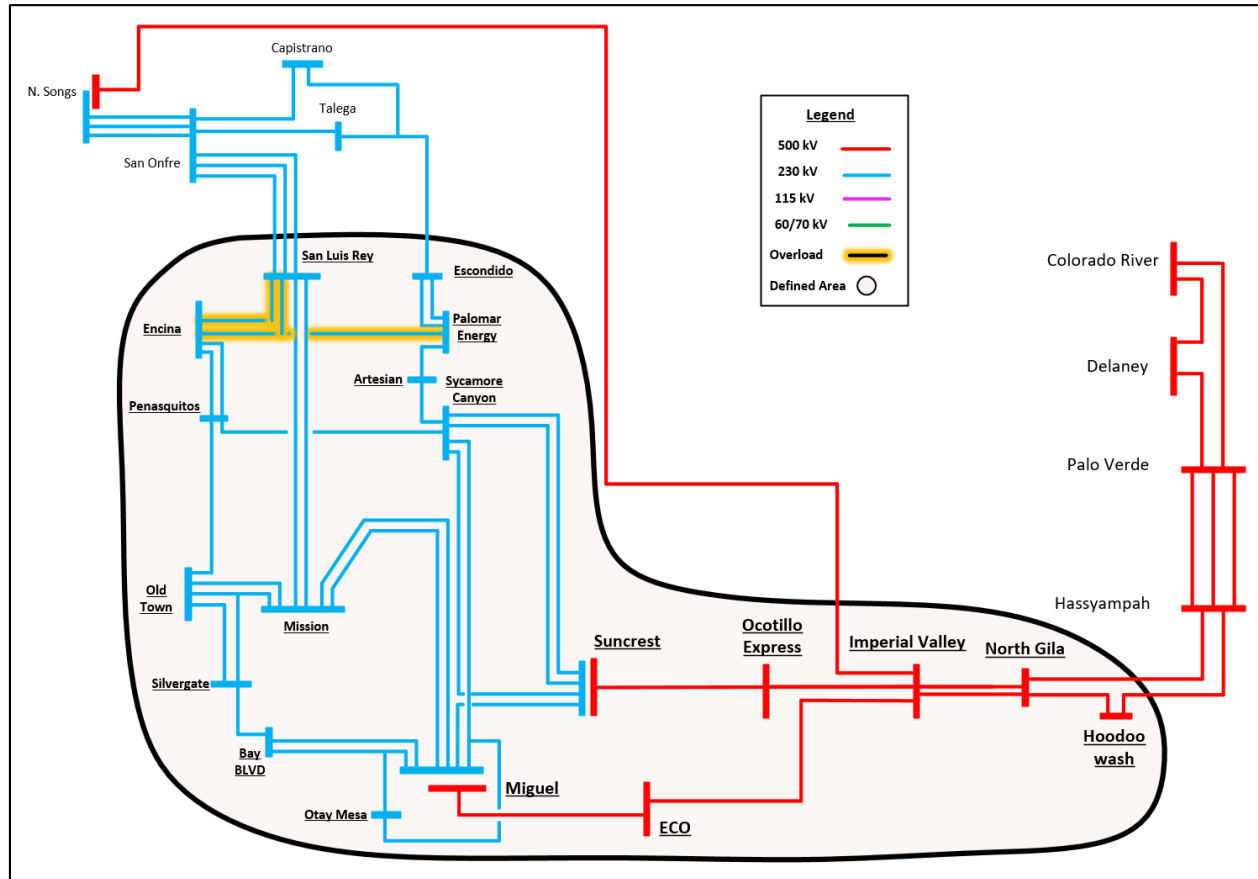 Capistrano
N. Songs
Talega
San Onfre
Legend
500 kV
230 kV
115 kV
60/70 kV
Overload
Defined Area
San Luis Rey
Escondido
Encina
Palomar
Energy
Artesian
Sycamore
Canyon
Penasquitos
Colorado River
Delaney
Palo Verde
Hassyampah
Old
Town
Mission
Suncrest
Ocotillo
Express
Imperial Valley
North Gila
Silvergate
Bay
BLVD
Miguel
Otay Mesa
ECO
Hoodoo
wash